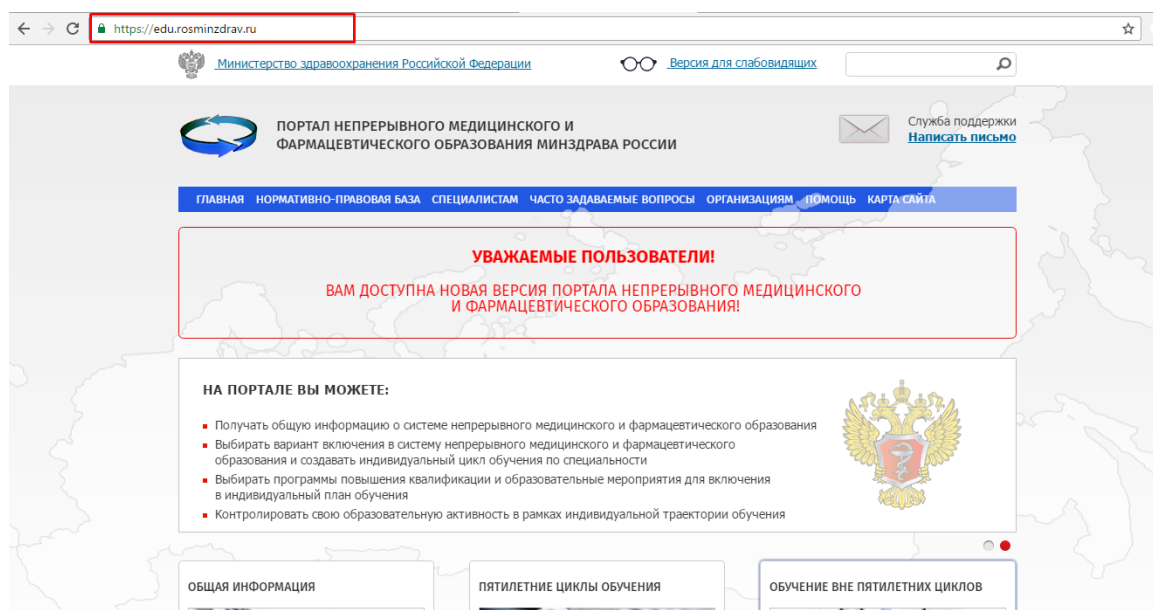 https://edu.rosminzdrav.ru
Министерство здравоохранения Российской Федерации
Версия для слабовидящих
ПОРТАЛ НЕПРЕРЫВНОГО МЕДИЦИНСКОГО И
ФАРМАЦЕВТИЧЕСКОГО ОБРАЗОВАНИЯ МИНЗДРАВА РОССИИ
Служба поддержки
Написать письмо
ГЛАВНАЯ НОРМАТИВНО-ПРАВОВАЯ БАЗА СПЕЦИАЛИСТАМ ЧАСТО ЗАДАВАЕМЫЕ ВОПРОСЫ ОРГАНИЗАЦИЯМ ПОМОЩЬ КАРТА САЙТА
УВАЖАЕМЫЕ ПОЛЬЗОВАТЕЛИ!
ВАМ ДОСТУПНА НОВАЯ ВЕРСИЯ ПОРТАЛА НЕПРЕРЫВНОГО МЕДИЦИНСКОГО
И ФАРМАЦЕВТИЧЕСКОГО ОБРАЗОВАНИЯ!
НА ПОРТАЛЕ ВЫ МОЖЕТЕ:
Получать общую информацию о системе непрерывного медицинского и фармацевтического образования
Выбирать вариант включения в систему непрерывного медицинского и фармацевтического
образования и создавать индивидуальный цикл обучения по специальности
Выбирать программы повышения квалификации и образовательные мероприятия для включения
в индивидуальный план обучения
Контролировать свою образовательную активность в рамках индивидуальной траектории обучения
ОБЩАЯ ИНФОРМАЦИЯ
ПЯТИЛЕТНИЕ ЦИКЛЫ ОБУЧЕНИЯ
ОБУЧЕНИЕ ВНЕ ПЯТИЛЕТНИХ ЦИКЛОВ